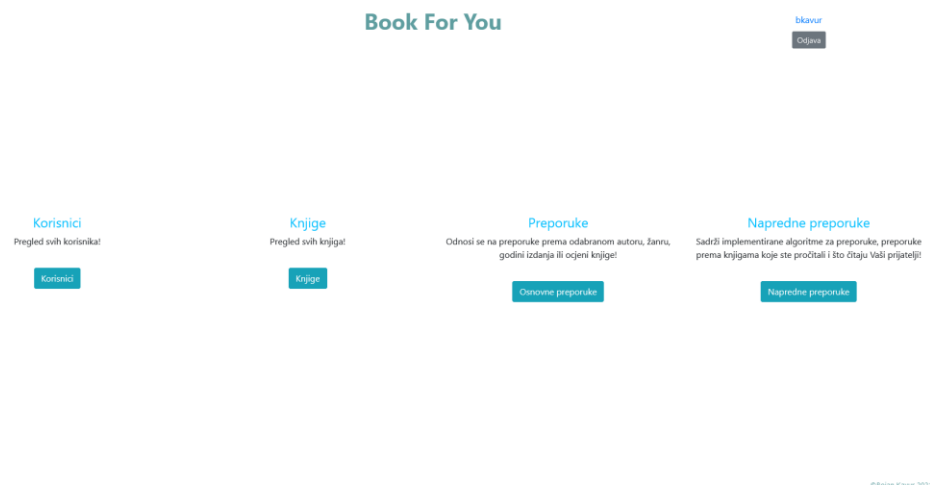 Book For You
bkavur
Odjava
Korisnici
Pregled svih korisnika!
Korisnici
Knjige
Pregled svih knjiga!
Knjige
Preporuke
Odnosi se na preporuke prema odabranom autoru, žanru,
godini izdanja ili ocjeni knjige!
Osnovne preporuke
Napredne preporuke
Sadrži implementirane algoritme za preporuke, preporuke
prema knjigama koje ste pročitali i što čitaju Vaši prijatelji!
Napredne preporuke